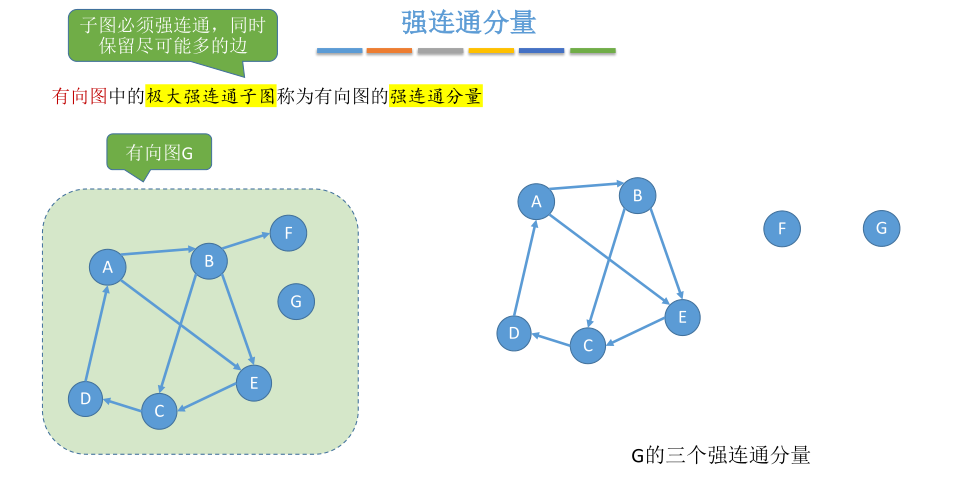 子图必须强连通，同时
保留尽可能多的边
强连通分量
有向图中的极大强连通子图称为有向图的强连通分量
有向图G
A
B
F
G
D
C
E
A
B
F
G
D
C
E
G的三个强连通分量